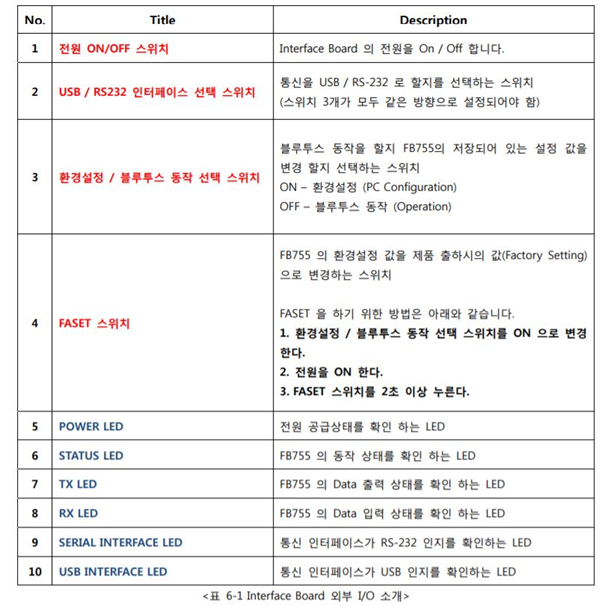 No. Title Description
1 전원 ON/OFF 스위치 Interface Board 의 전원을 On / Off 합니다.
2 USB / RS232 인터페이스 선택 스위치 통신을 USB / RS-232 로 할지를 선택하는 스위치
(스위치 3개가 모두 같은 방향으로 설정되어야 함)
3 환경설정 / 블루투스 동작 선택 스위치 블루투스 동작을 할지 FB755의 저장되어 있는 설정 값을
변경 할지 선택하는 스위치
ON – 환경설정 (PC Configuration)
OFF – 블루투스 동작 (Operation)
4 FASET 스위치 FB755 의 환경설정 값을 제품 출하시의 값(Factory Setting)
으로 변경하는 스위치
FASET 을 하기 위한 방법은 아래와 같습니다.
1. 환경설정 / 블루투스 동작 선택 스위치를 ON 으로 변경
한다.
2. 전원을 ON 한다.
3. FASET 스위치를 2초 이상 누른다.
5 POWER LED 전원 공급상태를 확인 하는 LED
6 STATUS LED FB755 의 동작 상태를 확인 하는 LED
7 TX LED FB755 의 Data 출력 상태를 확인 하는 LED
8 RX LED FB755 의 Data 입력 상태를 확인 하는 LED
9 SERIAL INTERFACE LED 통신 인터페이스가 RS-232 인지를 확인하는 LED
10 USB INTERFACE LED 통신 인터페이스가 USB 인지를 확인하는 LED
<표 6-1 Interface Board 외부 I/O 소개>